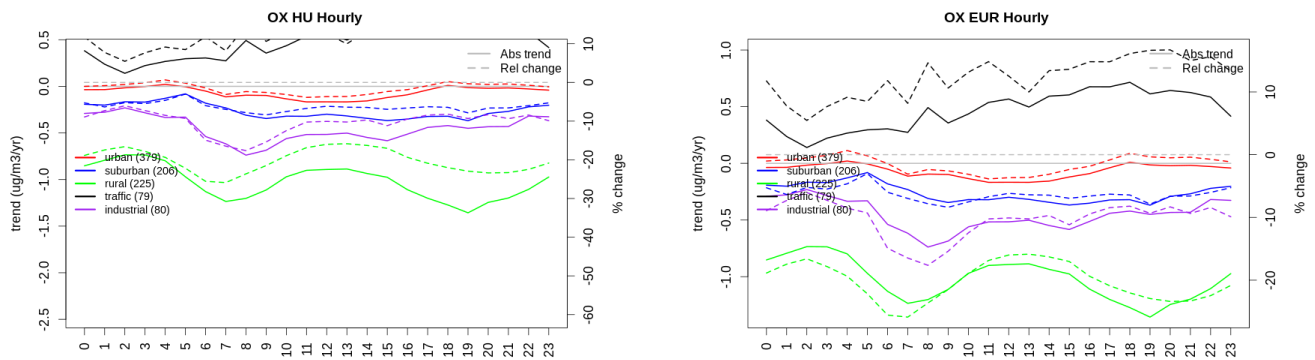 OX HU Hourly
trend (ug/m3/yr)
0.5
0.0
-0.5
-1.0
-1.5
-2.0
-2.5
Abs trend
Rel change
urban (379)
suburban (206)
rural (225)
traffic (79)
industrial (80)
10
0
-10
-20
-30
-40
-50
-60
% change
0 1 2 3 4 5 6 7 8 9 10 11 12 13 14 15 16 17 18 19 20 21 22 23
OX EUR Hourly
trend (ug/m3/yr)
1.0
0.5
0.0
-0.5
-1.0
Abs trend
Rel change
urban (379)
suburban (206)
rural (225)
traffic (79)
industrial (80)
10
0
-10
-20
% change
0 1 2 3 4 5 6 7 8 9 10 11 12 13 14 15 16 17 18 19 20 21 22 23